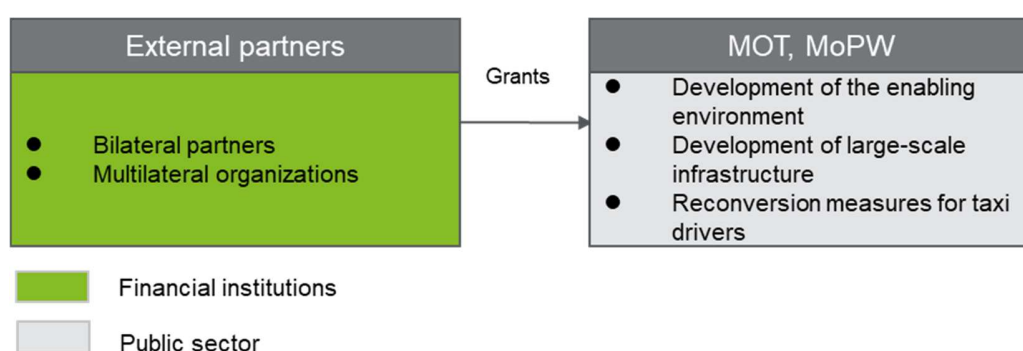 External partners
● Bilateral partners
● Multilateral organizations
Grants
MOT, MoPW
● Development of the enabling
environment
● Development of large-scale
infrastructure
● Reconversion measures for taxi
drivers
Financial institutions
Public sector